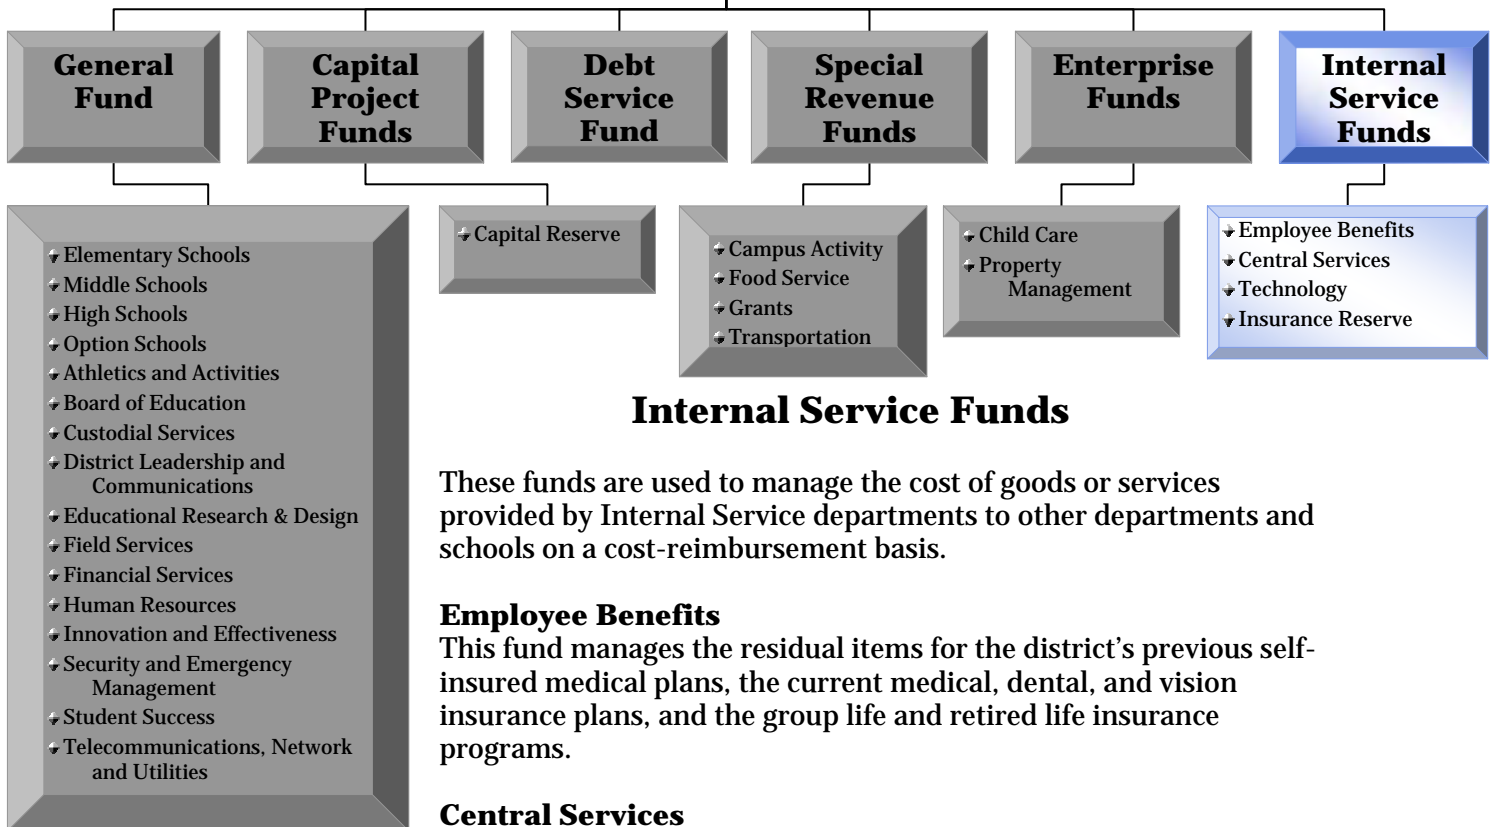 General
Fund
Capital
Project
Funds
Debt
Service
Fund
Special
Revenue
Funds
Enterprise
Funds
Internal
Service
Funds
Elementary Schools
Middle Schools
High Schools
Option Schools
Athletics and Activities
Board of Education
Custodial Services
District Leadership and
Communications
Educational Research & Design
Field Services
Financial Services
Human Resources
Innovation and Effectiveness
Security and Emergency
Management
Student Success
Telecommunications, Network
and Utilities
Capital Reserve
Campus Activity
Food Service
Grants
Transportation
Child Care
Property
Management
Employee Benefits
Central Services
Technology
Insurance Reserve
Internal Service Funds
These funds are used to manage the cost of goods or services
provided by Internal Service departments to other departments and
schools on a cost-reimbursement basis.
Employee Benefits
This fund manages the residual items for the district’s previous self-
insured medical plans, the current medical, dental, and vision
insurance plans, and the group life and retired life insurance
programs.
Central Services